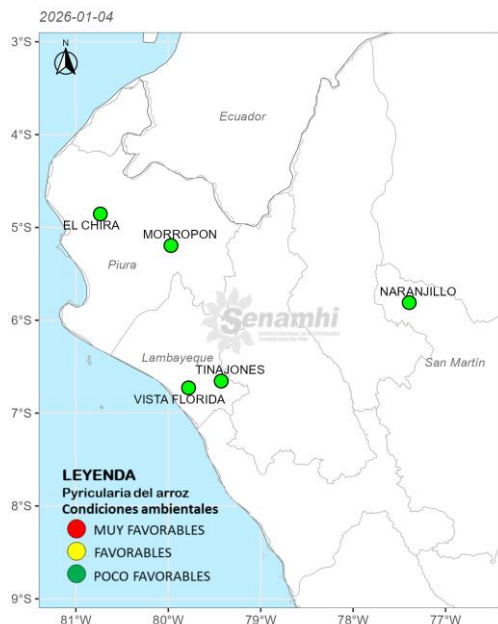 2026-01-04
3°S
N
Ecuador
4°S
EL CHIRA
5°S
MORROPON
Piura
NARANJILLO
6°S
Senamhi
Lambayeque
TINAJONES
San Martín
VISTA FLORIDA
7°S
LEYENDA
Pyricularia del arroz
Condiciones ambientales
MUY FAVORABLES
FAVORABLES
POCO FAVORABLES
8°S
9°S
81°W 80°W 79°W 78°W 77°W